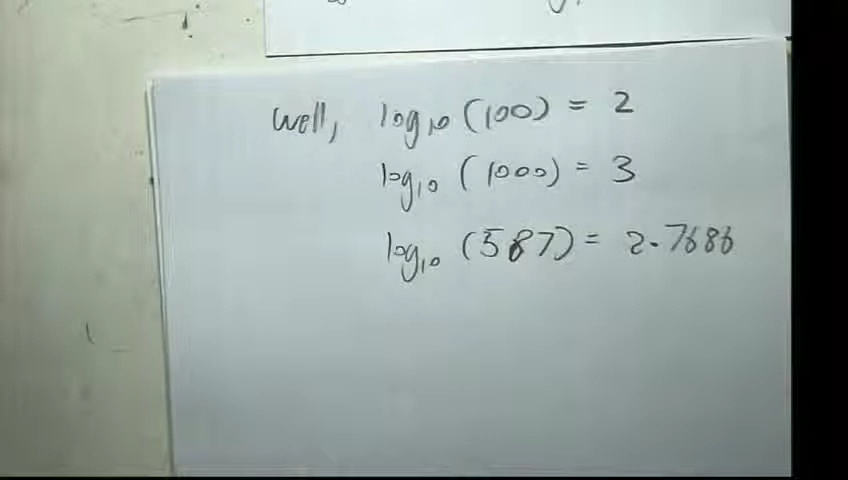 well, log₁₀ (100) = 2
log₁₀ (1000) = 3
log₁₀ (587) = 2.7686